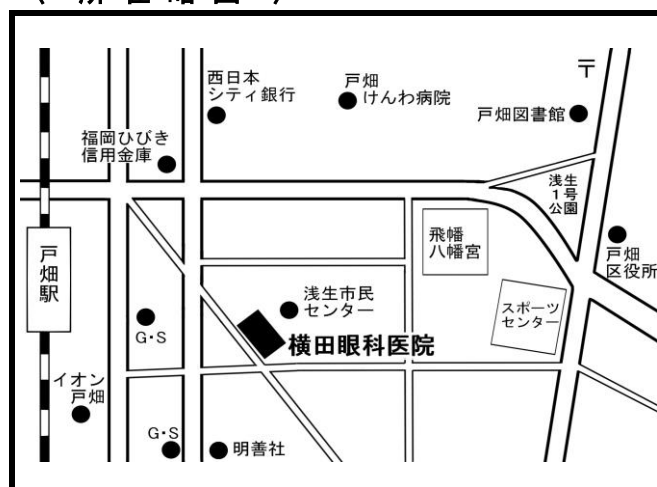 西日本
シティ銀行
戸畑
けんわ病院
〒
戸畑図書館
福岡ひびき
信用金庫
浅生
1号
公園
飛幡
八幡宮
戸畑
区役所
戸畑駅
浅生市民
センター
スポーツ
センター
G・S
横田眼科医院
イオン
戸畑
G・S
明善社